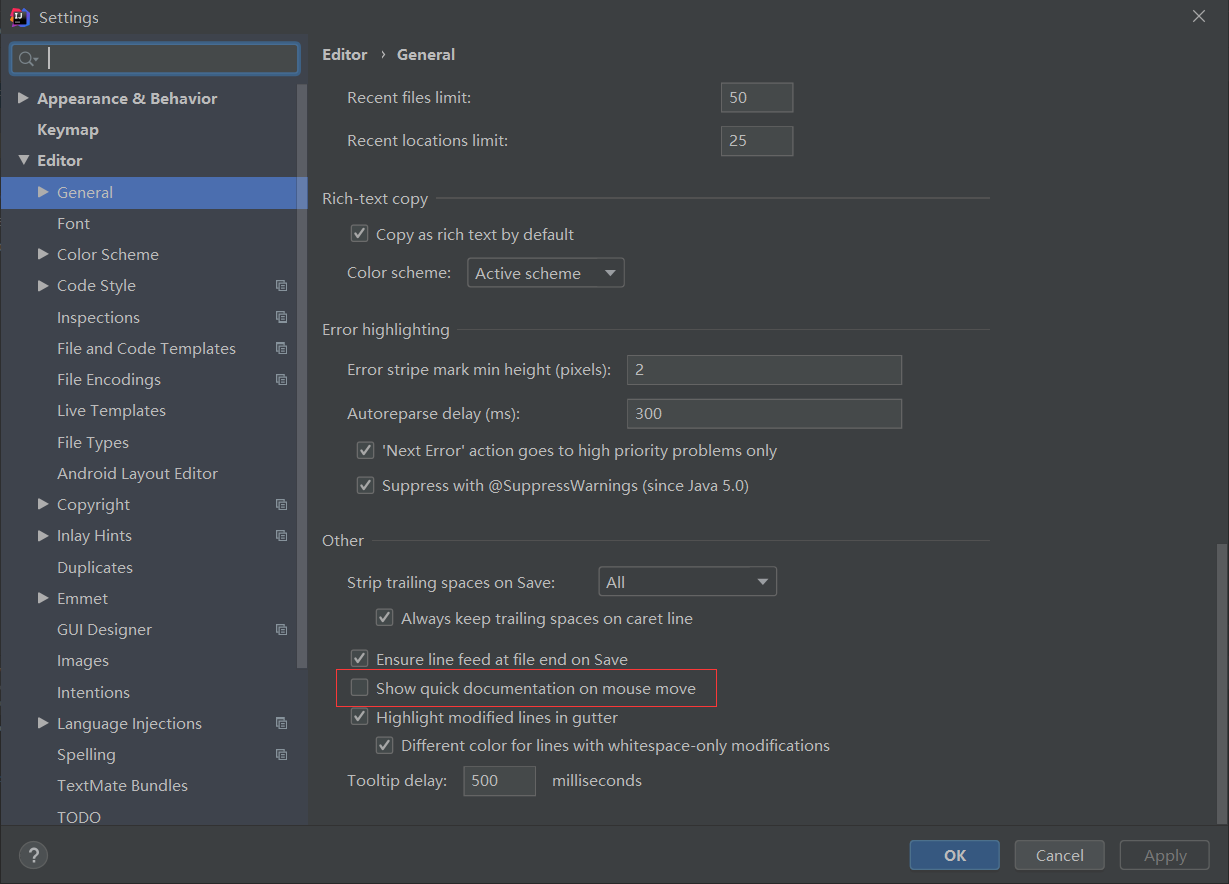 Settings
Editor › General
Appearance & Behavior
Keymap
Editor
General
Font
Color Scheme
Code Style
Inspections
File and Code Templates
File Encodings
Live Templates
File Types
Android Layout Editor
Copyright
Inlay Hints
Duplicates
Emmet
GUI Designer
Images
Intentions
Language Injections
Spelling
TextMate Bundles
TODO
Recent files limit: 50
Recent locations limit: 25
Rich-text copy
Copy as rich text by default
Color scheme: Active scheme
Error highlighting
Error stripe mark min height (pixels): 2
Autoreparse delay (ms): 300
'Next Error' action goes to high priority problems only
Suppress with @SuppressWarnings (since Java 5.0)
Other
Strip trailing spaces on Save: All
Always keep trailing spaces on caret line
Ensure line feed at file end on Save
Show quick documentation on mouse move
Highlight modified lines in gutter
Different color for lines with whitespace-only modifications
Tooltip delay: 500 milliseconds
? OK Cancel Apply